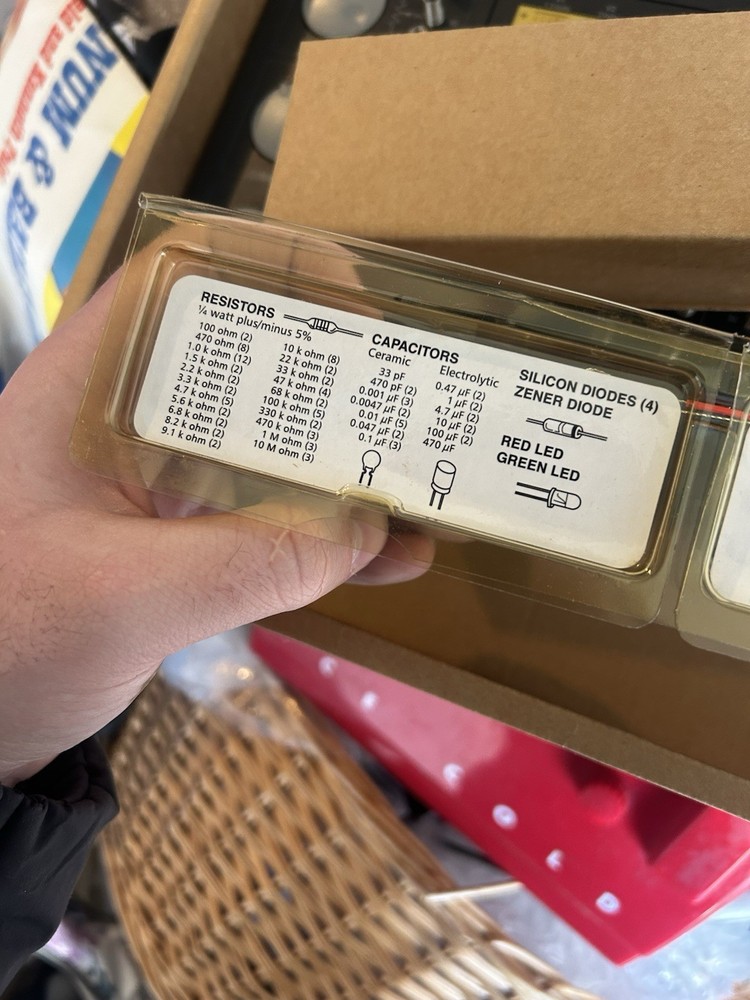 RESISTORS
¼ watt plus/minus 5%
100 ohm (2)
470 ohm (8)
1.0 k ohm (12)
1.5 k ohm (2)
2.2 k ohm (2)
3.3 k ohm (2)
4.7 k ohm (5)
5.6 k ohm (2)
6.8 k ohm (2)
8.2 k ohm (2)
9.1 k ohm (2)
10 k ohm (8)
22 k ohm (2)
33 k ohm (2)
47 k ohm (4)
68 k ohm (2)
100 k ohm (5)
330 k ohm (2)
470 k ohm (3)
1 M ohm (3)
10 M ohm (3)
CAPACITORS
Ceramic
33 pF
470 pF (2)
0.001 µF (3)
0.0047 µF (2)
0.01 µF (5)
0.047 µF (2)
0.1 µF (3)
Electrolytic
0.47 µF (2)
1 µF (2)
4.7 µF (2)
10 µF (2)
100 µF (2)
470 µF
SILICON DIODES (4)
ZENER DIODE
RED LED
GREEN LED
NUM &